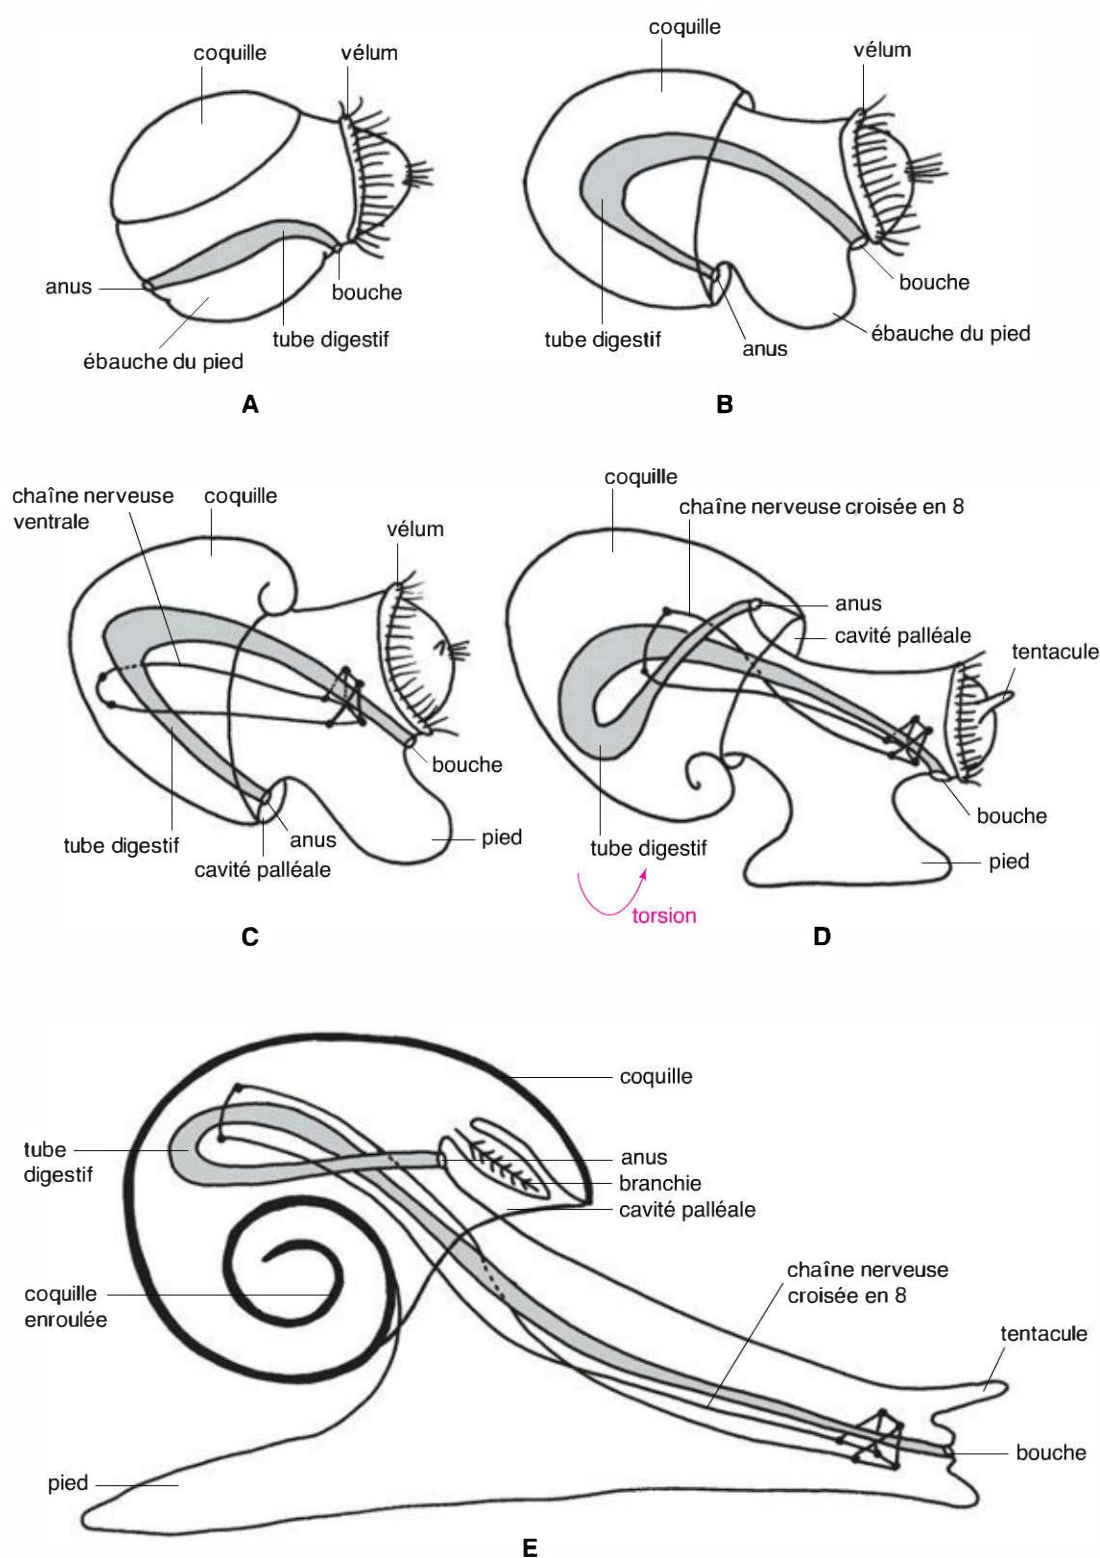 coquille
vélum
anus
bouche
tube digestif
ébauche du pied
A
coquille
vélum
bouche
ébauche du pied
tube digestif
anus
B
chaîne nerveuse
ventrale
coquille
vélum
bouche
anus
pied
tube digestif
cavité palléale
C
coquille
chaîne nerveuse croisée en 8
anus
cavité palléale
tentacule
bouche
tube digestif
pied
torsion
D
coquille
tube
digestif
anus
branchie
cavité palléale
chaîne nerveuse
croisée en 8
coquille
enroulée
tentacule
bouche
pied
E